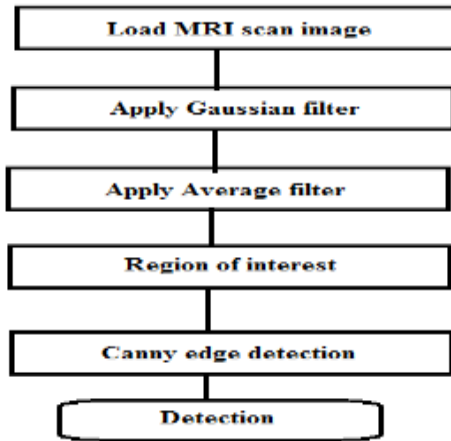 Load MRI scan image
Apply Gaussian filter
Apply Average filter
Region of interest
Canny edge detection
Detection